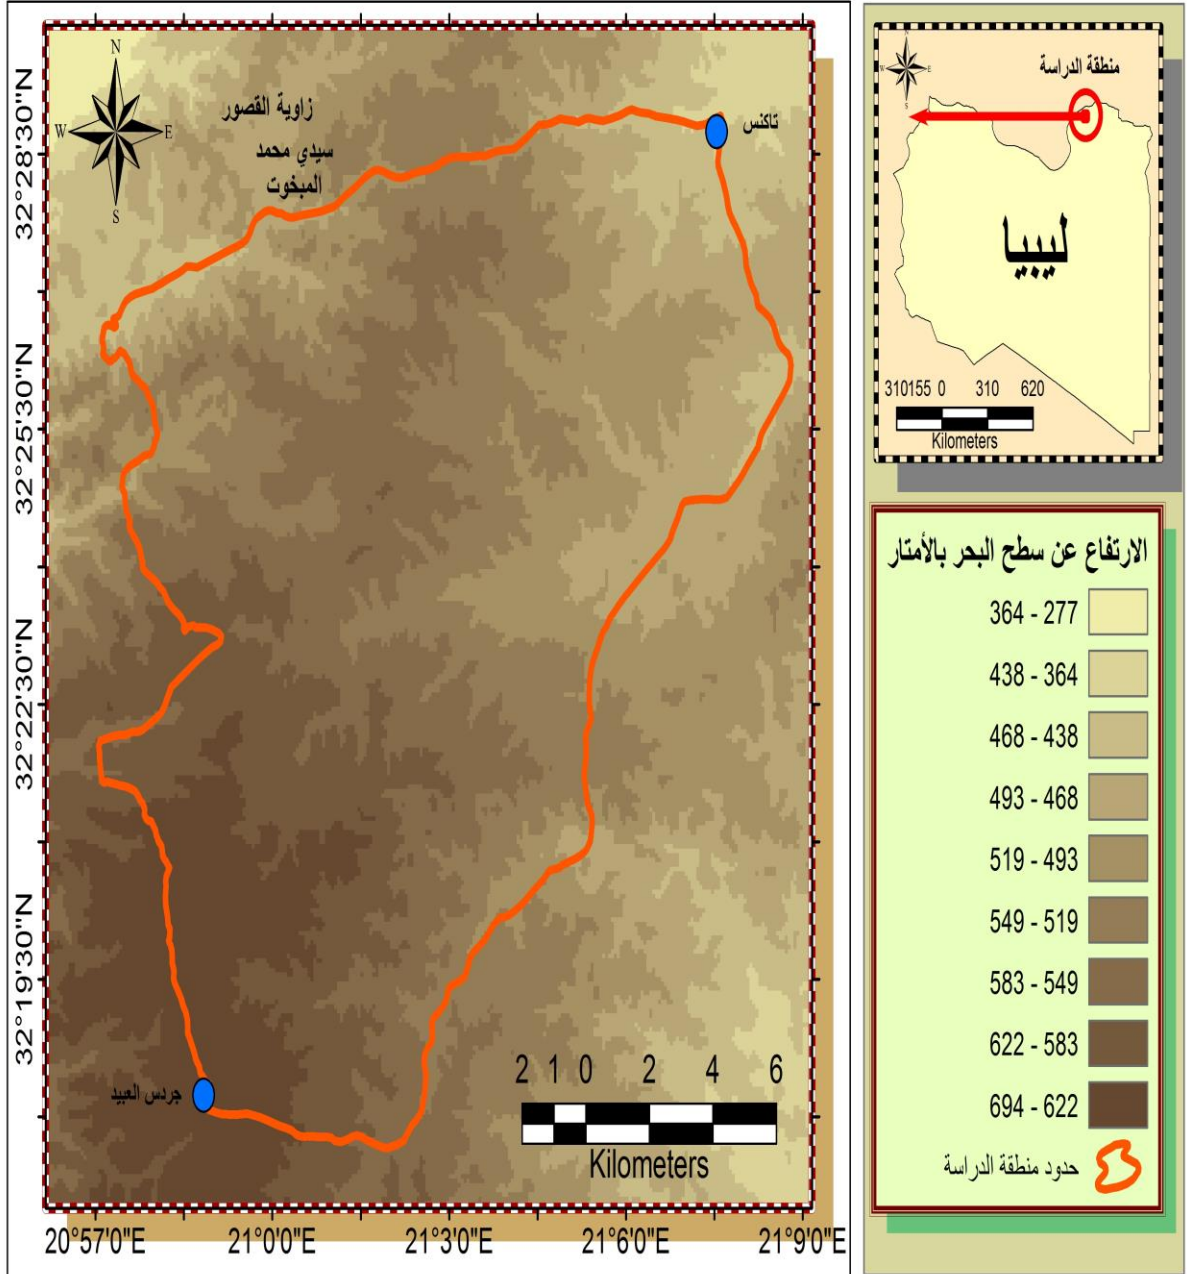 N
W
E
S
زاوية القصور
سيدي محمد
المبخوت
تاكنس
جردس العبيد
32°28'30"N
32°25'30"N
32°22'30"N
32°19'30"N
20°57'0"E
21°0'0"E
21°3'0"E
21°6'0"E
21°9'0"E
2 1 0 2 4 6
Kilometers
N
W
E
S
منطقة الدراسة
ليبيا
310155 0 310 620
Kilometers
الارتفاع عن سطح البحر بالأمتار
364 - 277
438 - 364
468 - 438
493 - 468
519 - 493
549 - 519
583 - 549
622 - 583
694 - 622
حدود منطقة الدراسة